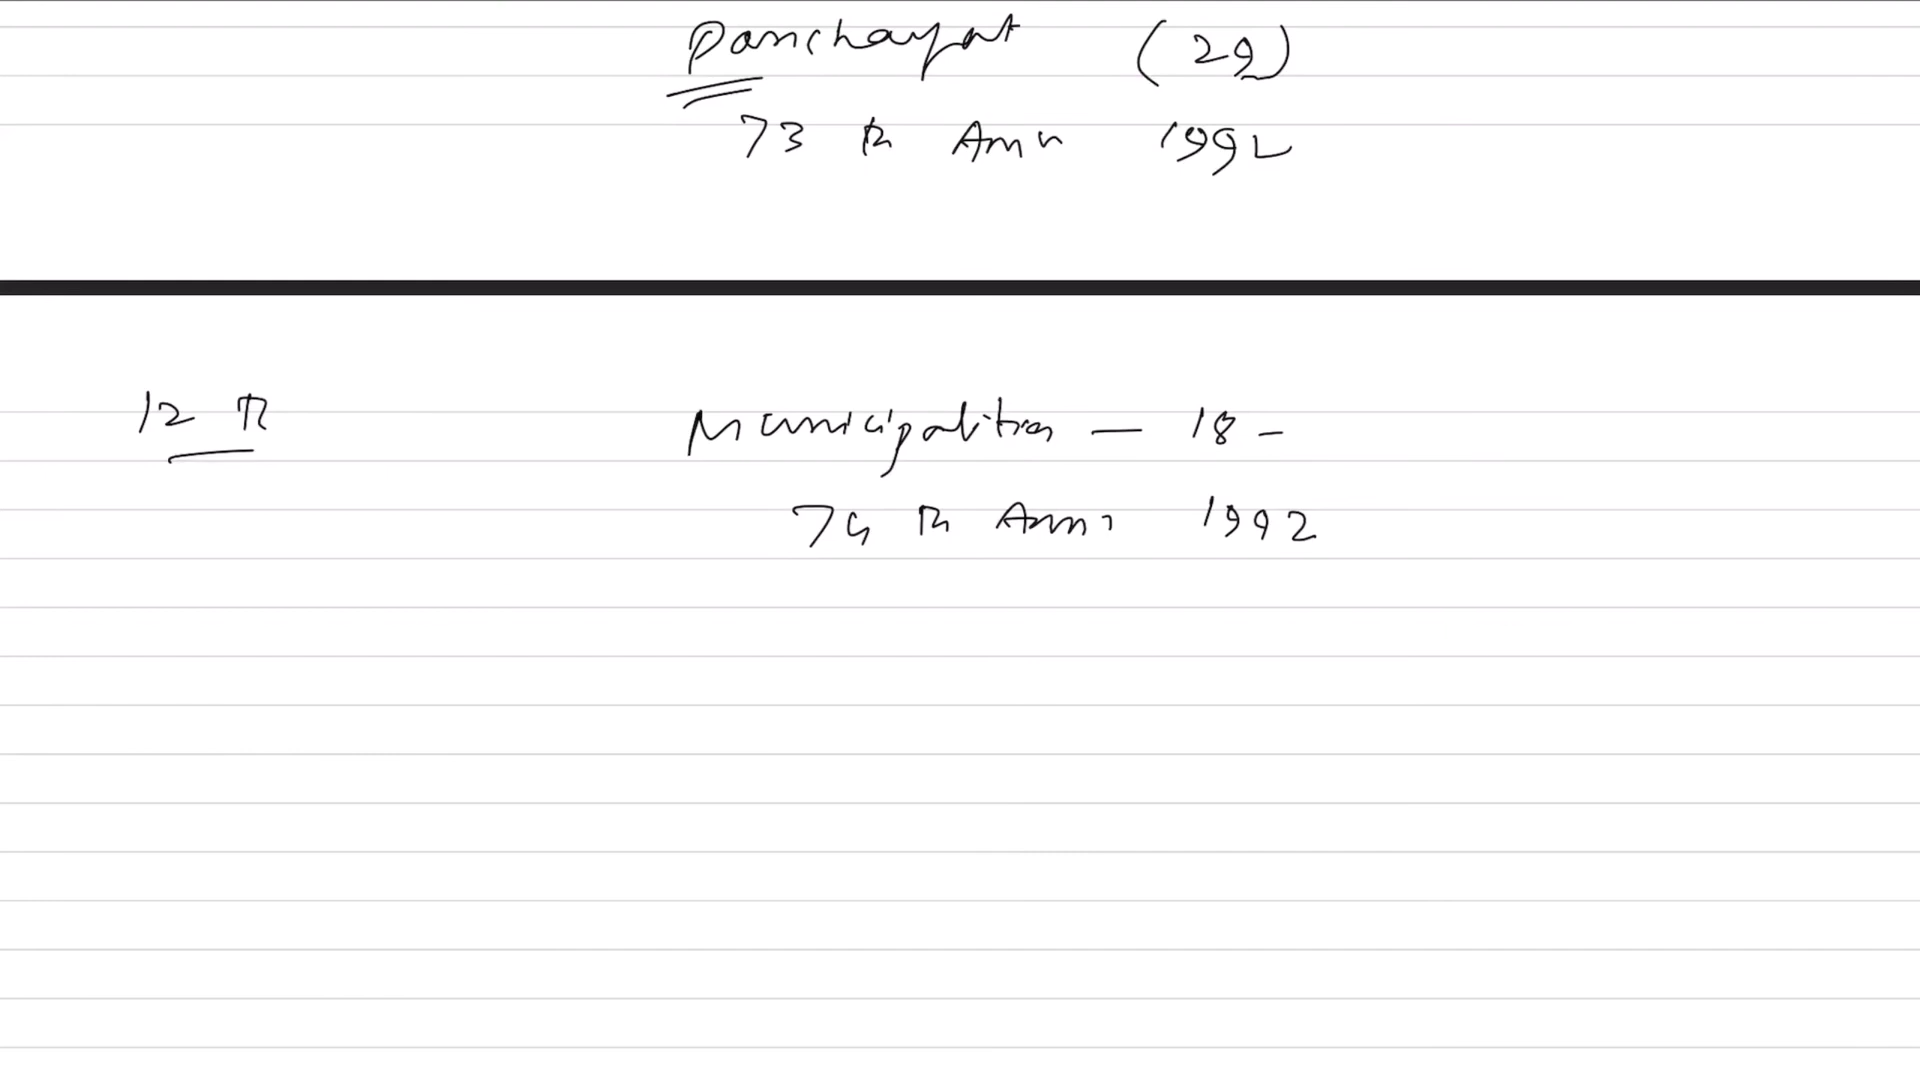 Panchayat (29)
73 th Amn 1992
12 th Municipalities — 18 -
74 th Amn 1992